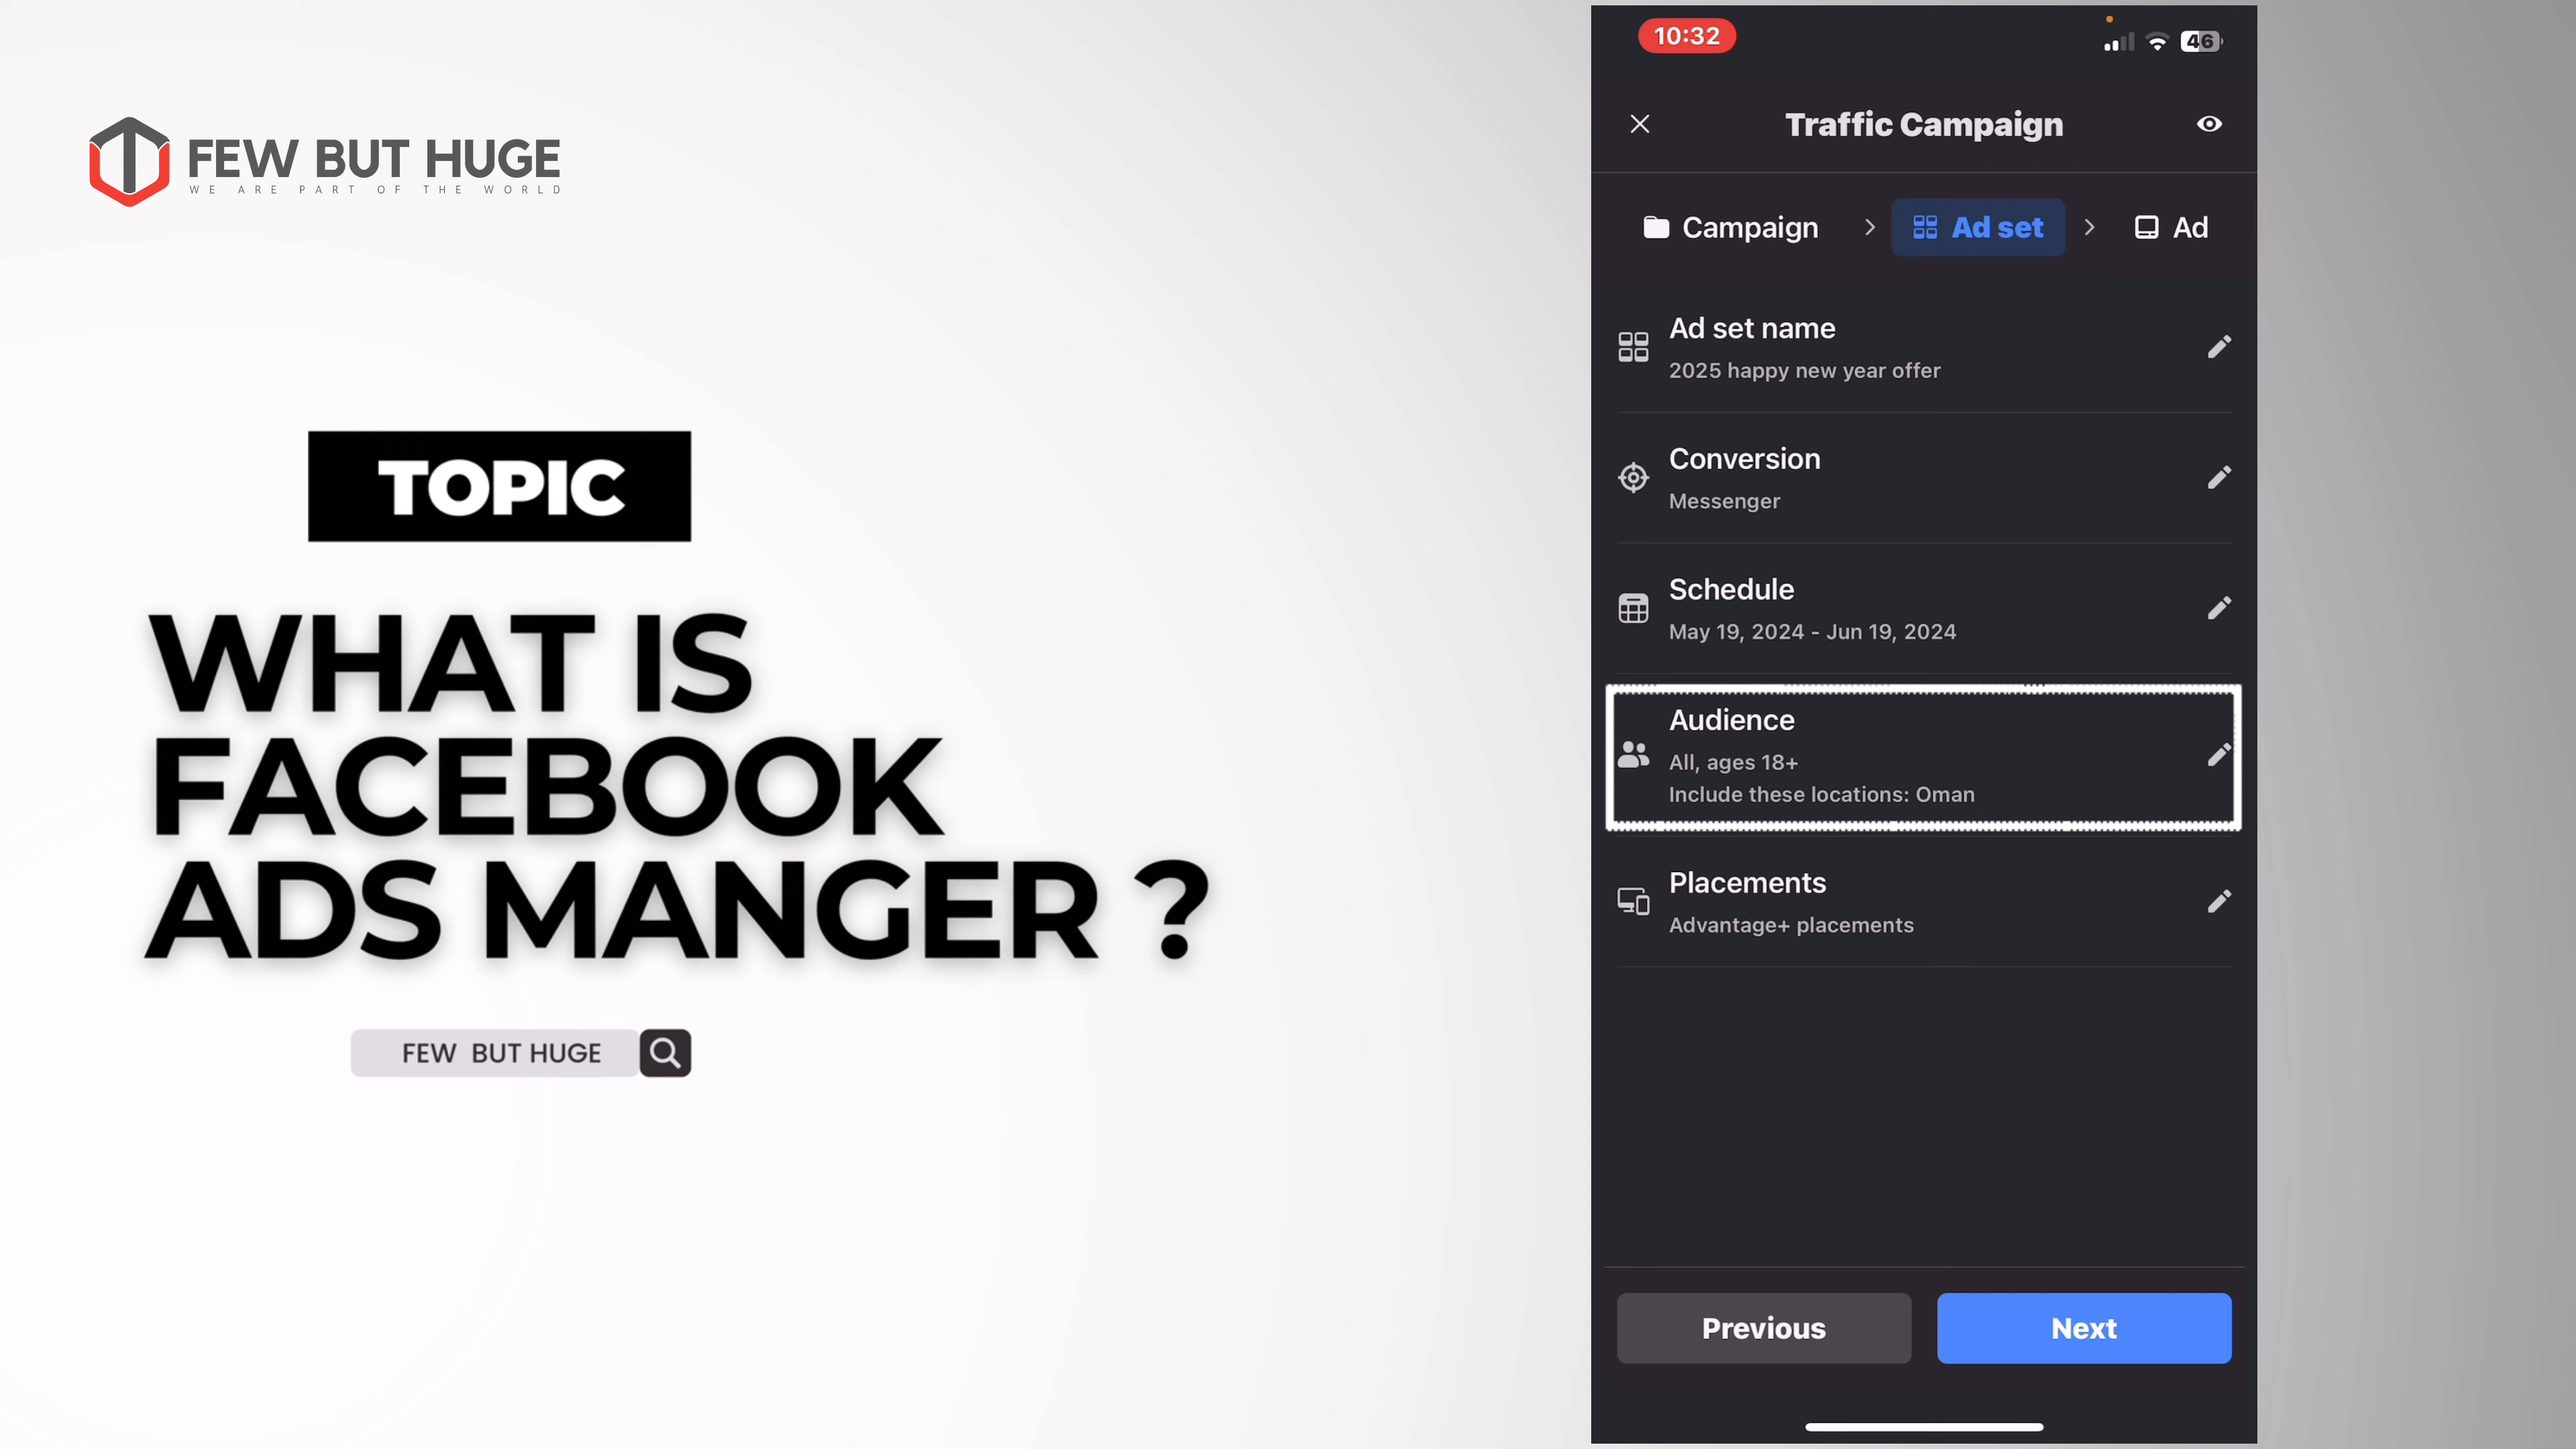 FEW BUT HUGE
WE ARE PART OF THE WORLD
TOPIC
WHAT IS
FACEBOOK
ADS MANGER ?
FEW BUT HUGE
10:32
46
Traffic Campaign
Campaign
Ad set
Ad
Ad set name
2025 happy new year offer
Conversion
Messenger
Schedule
May 19, 2024 - Jun 19, 2024
Audience
All, ages 18+
Include these locations: Oman
Placements
Advantage+ placements
Previous
Next